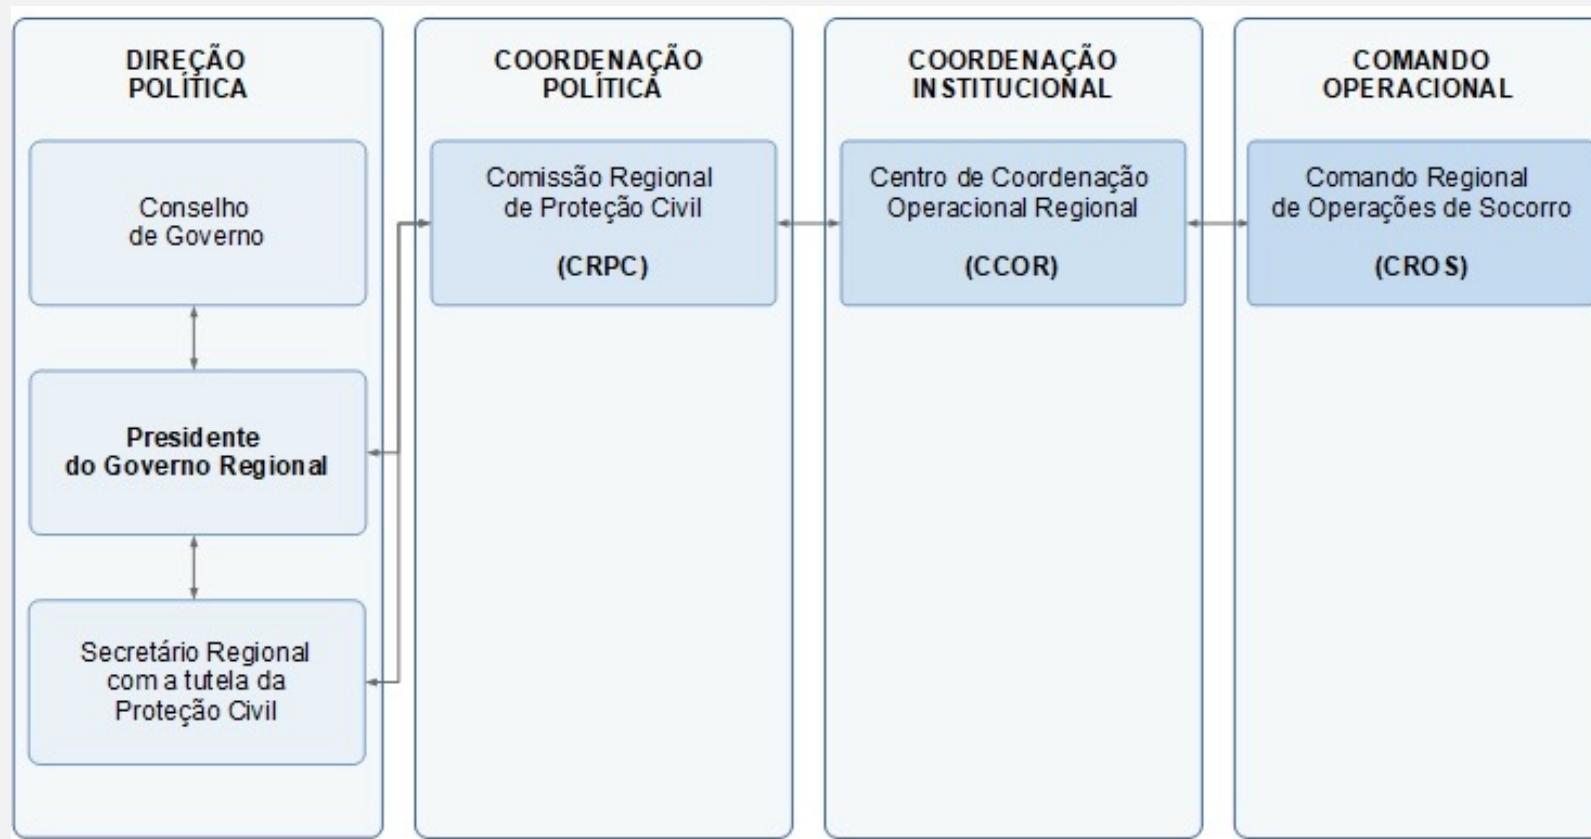 DIREÇÃO
POLÍTICA
Conselho
de Governo
Presidente
do Governo Regional
Secretário Regional
com a tutela da
Proteção Civil
COORDENAÇÃO
POLÍTICA
Comissão Regional
de Proteção Civil
(CRPC)
COORDENAÇÃO
INSTITUCIONAL
Centro de Coordenação
Operacional Regional
(CCOR)
COMANDO
OPERACIONAL
Comando Regional
de Operações de Socorro
(CROS)